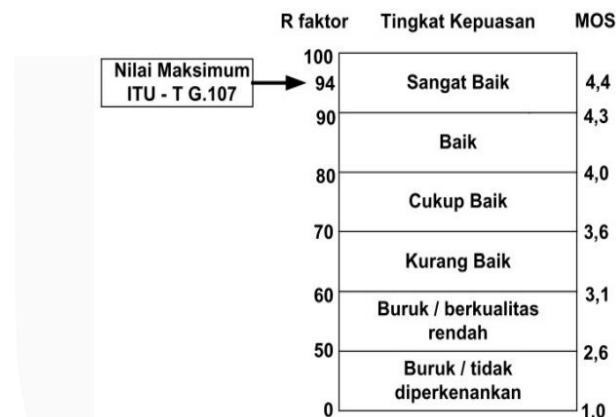 R faktor Tingkat Kepuasan MOS
100
Nilai Maksimum
ITU - T G.107
94 Sangat Baik 4,4
90 4,3
Baik
80 4,0
Cukup Baik
70 3,6
Kurang Baik
60 3,1
Buruk / berkualitas
rendah
50 2,6
Buruk / tidak
diperkenankan
0 1,0